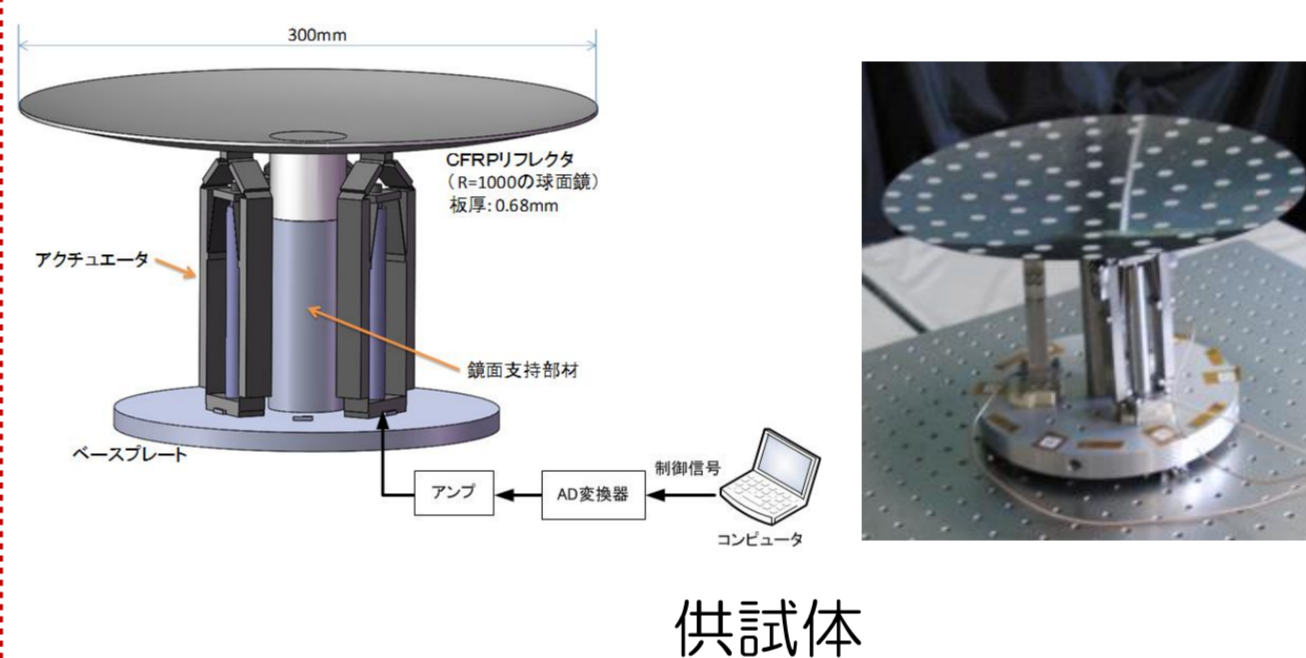 300mm
CFRPリフレクタ
（R=1000の球面鏡）
板厚: 0.68mm
アクチュエータ
鏡面支持部材
ベースプレート
制御信号
アンプ
AD変換器
コンピュータ
供試体